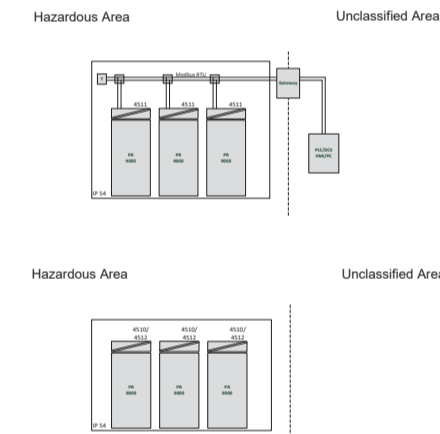 Hazardous Area
Unclassified Area
Modbus RTU
T
4511 4511 4511
Gateway
PR
9000
PR
9000
PR
9000
PLC/DCS
HMI/PC
IP 54
Hazardous Area
Unclassified Area
4510/
4512
4510/
4512
4510/
4512
PR
9000
PR
9000
PR
9000
IP 54